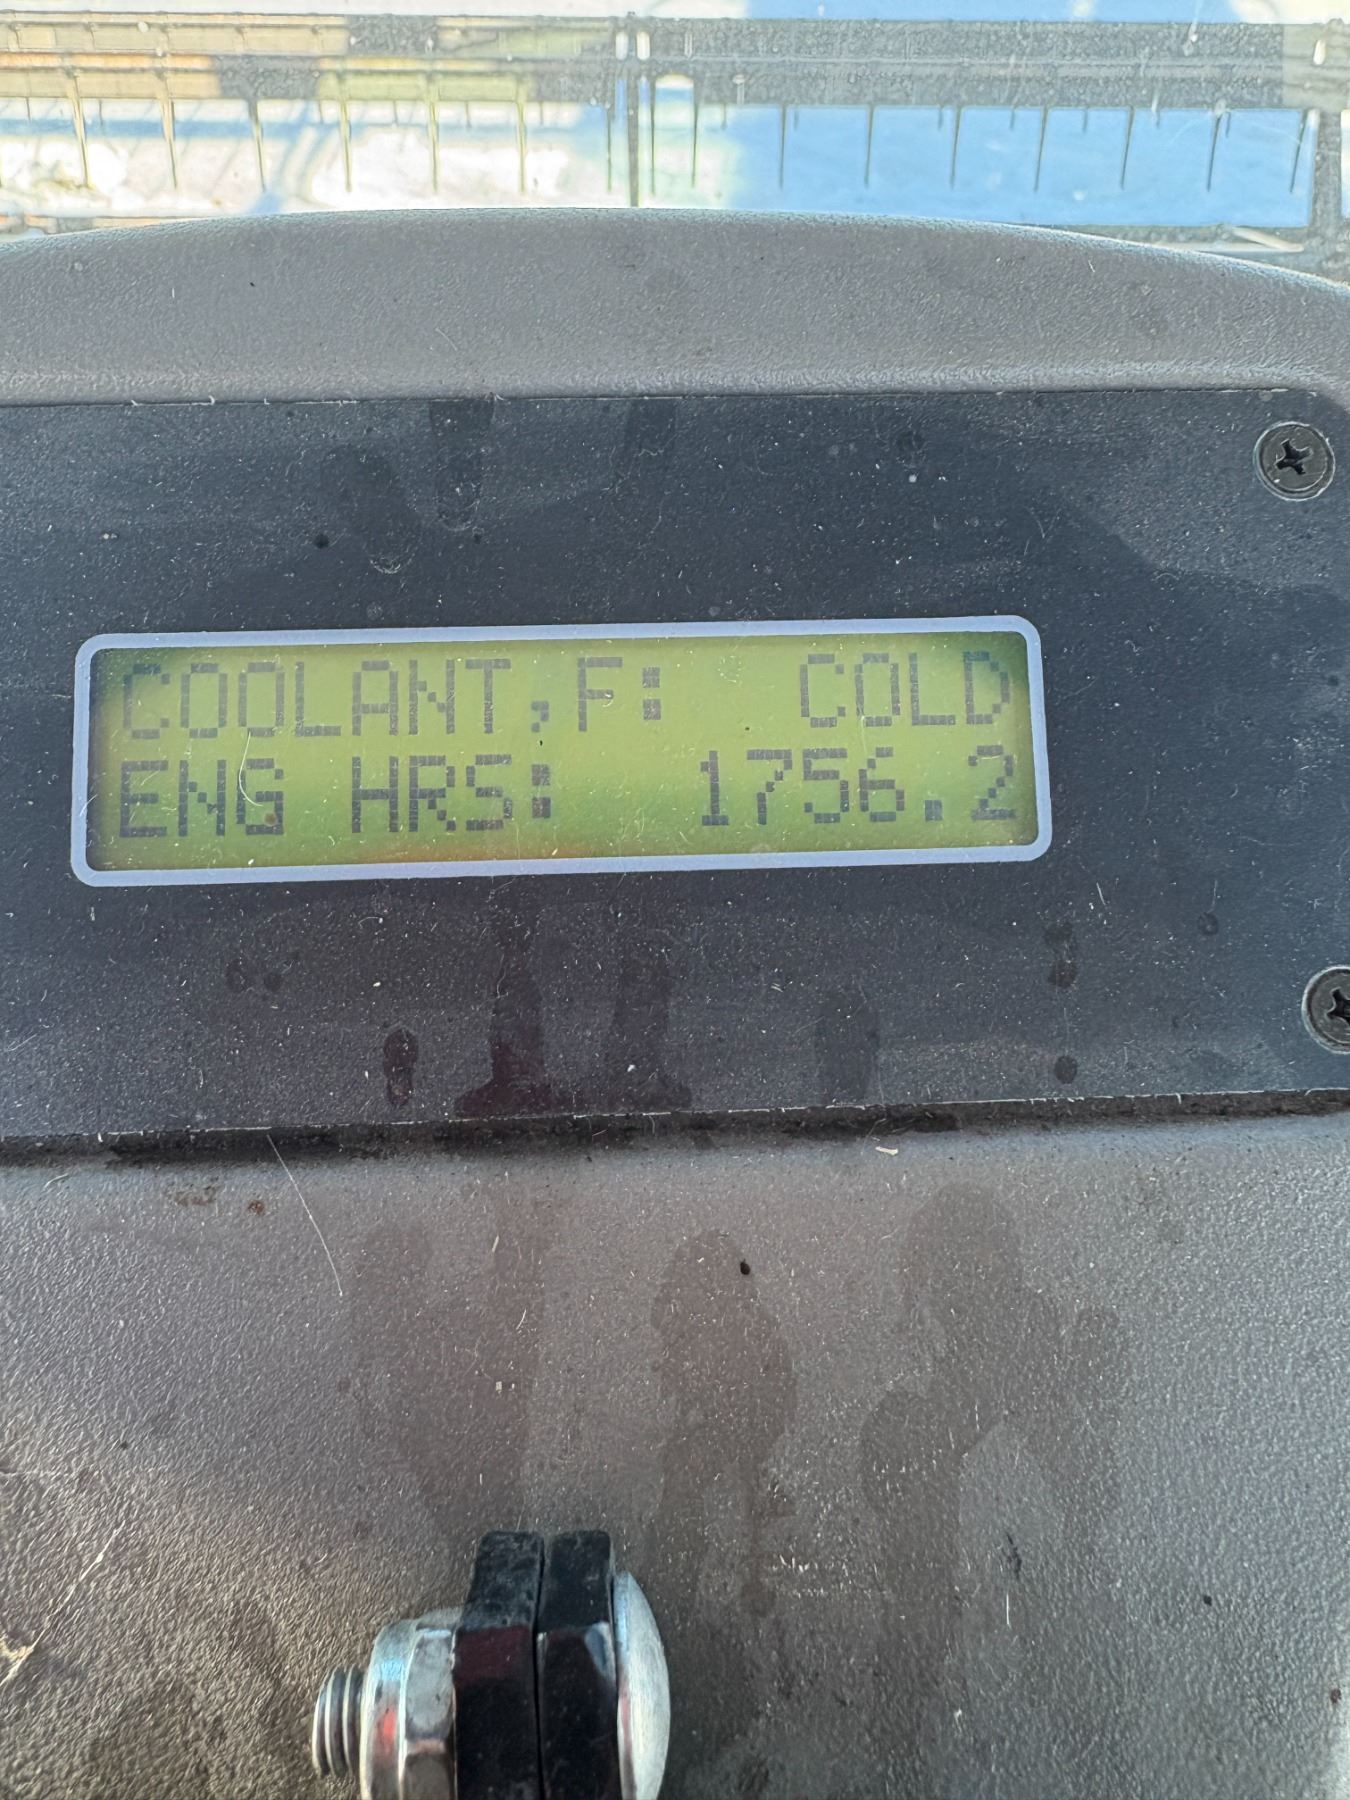 COOLANT,F: COLD
ENG HRS: 1756.2